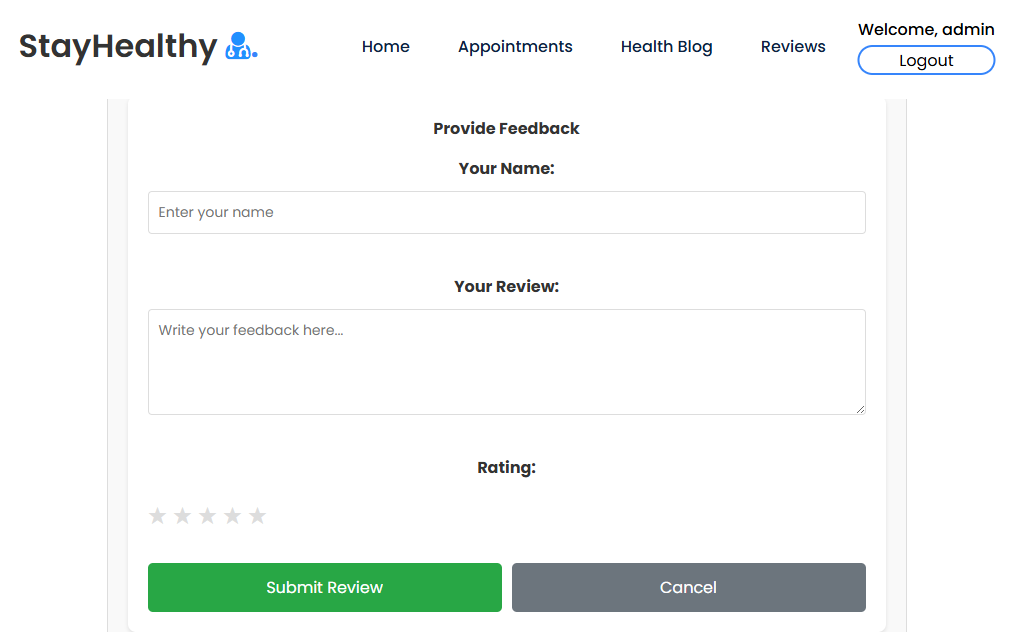 StayHealthy
Home
Appointments
Health Blog
Reviews
Welcome, admin
Logout
Provide Feedback
Your Name:
Enter your name
Your Review:
Write your feedback here...
Rating:
★ ★ ★ ★ ★
Submit Review
Cancel